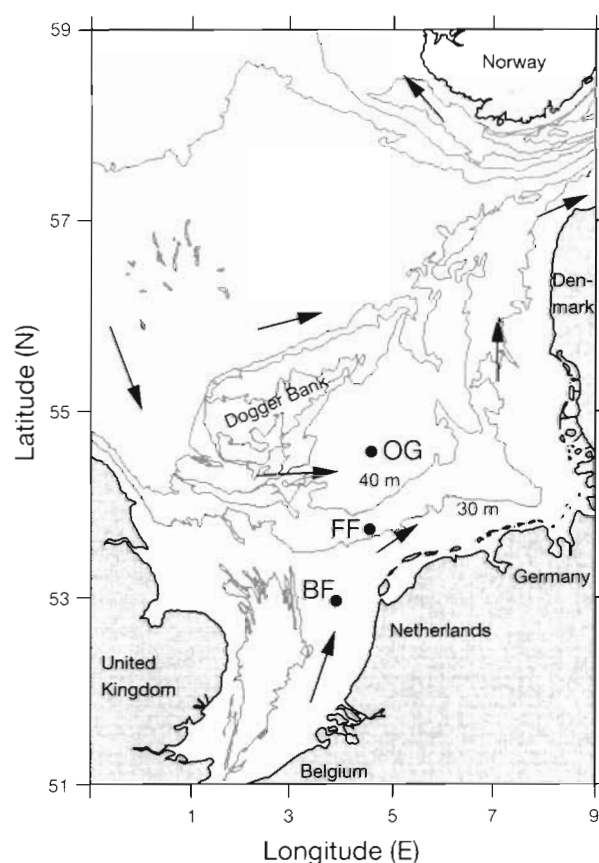 59
Norway
57
Den-
mark
Latitude (N)
Dogger Bank
55
OG
40 m
30 m
FF
Germany
BF
53
Netherlands
United
Kingdom
Belgium
51
1 3 5 7 9
Longitude (E)